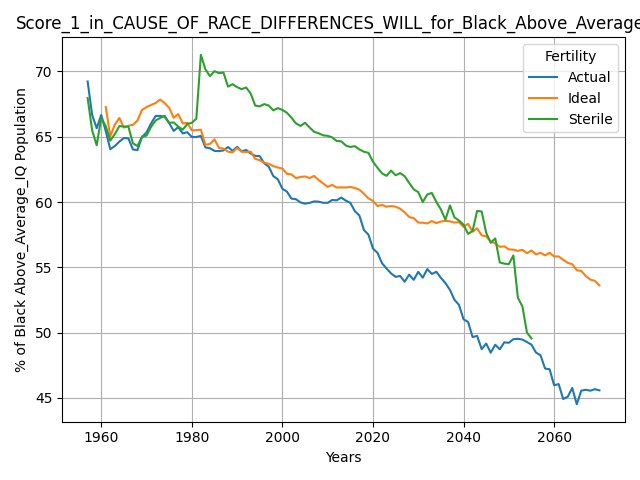 Score_1_in_CAUSE_OF_RACE_DIFFERENCES_WILL_for_Black_Above_Average
Fertility
Actual
Ideal
Sterile
% of Black Above_Average_IQ Population
70
65
60
55
50
45
1960
1980
2000
2020
2040
2060
Years